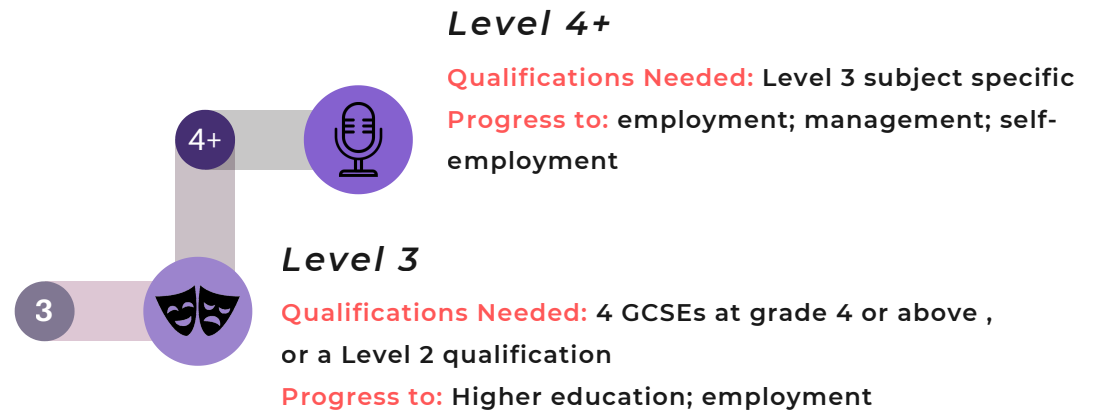 Level 4+
Qualifications Needed: Level 3 subject specific
Progress to: employment; management; self-
employment
4+
Level 3
3
Qualifications Needed: 4 GCSEs at grade 4 or above ,
or a Level 2 qualification
Progress to: Higher education; employment